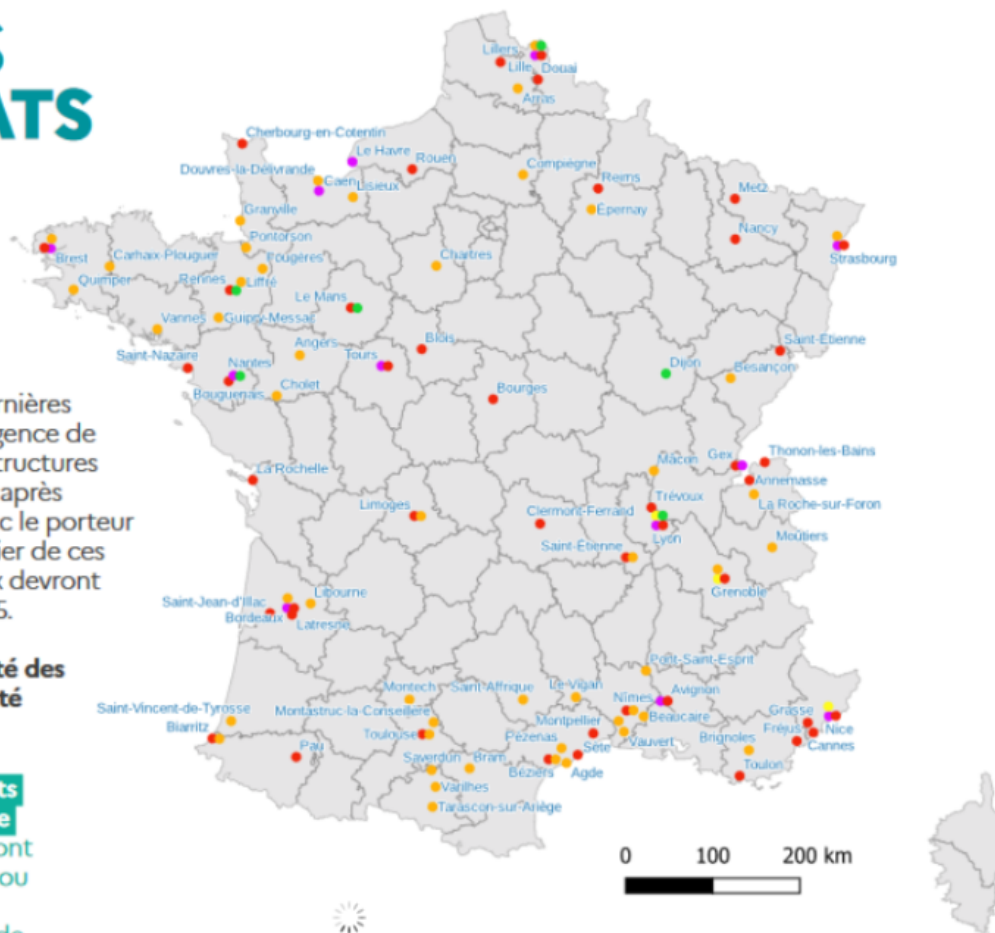 S
ATS
rnières
gence de
tructures
après
c le porteur
ier de ces
x devront
5.
té des
té
ts
e
ont
ou
de
Lillers
Lille
Douai
Arras
Cherbourg-en-Cotentin
Le Havre
Rouen
Compiègne
Reims
Douvres-la-Délivrande
Caen
Lisieux
Metz
Granville
Épernay
Nancy
Pontorson
Brest
Carhaix-Plouguer
Fougères
Chartres
Strasbourg
Quimper
Rennes
Liffré
Le Mans
Vannes
Guipry-Messac
Saint-Nazaire
Angers
Tours
Blois
Saint-Etienne
Nantes
Dijon
Besançon
Bouguenais
Cholet
Bourges
La Rochelle
Mâcon
Gex
Thonon-les-Bains
Annemasse
Limoges
Clermont-Ferrand
Trévoux
La Roche-sur-Foron
Lyon
Saint-Étienne
Moûtiers
Grenoble
Saint-Jean-d'Illac
Libourne
Bordeaux
Latresne
Pont-Saint-Esprit
Montech
Saint-Affrique
Le Vigan
Nîmes
Avignon
Saint-Vincent-de-Tyrosse
Montastruc-la-Conseillère
Montpellier
Beaucaire
Grasse
Biarritz
Toulouse
Pézenas
Sète
Vauvert
Brignoles
Fréjus
Nice
Cannes
Pau
Saverdun
Bram
Béziers
Agde
Toulon
Varilhes
Tarascon-sur-Ariège
0 100 200 km